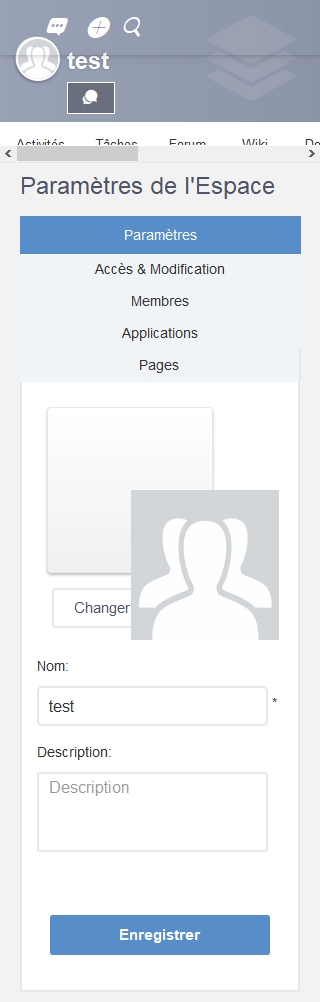 test
Activités Tâches Forum Wiki
Paramètres de l'Espace
Paramètres
Accès & Modification
Membres
Applications
Pages
Changer
Nom:
test *
Description:
Description
Enregistrer